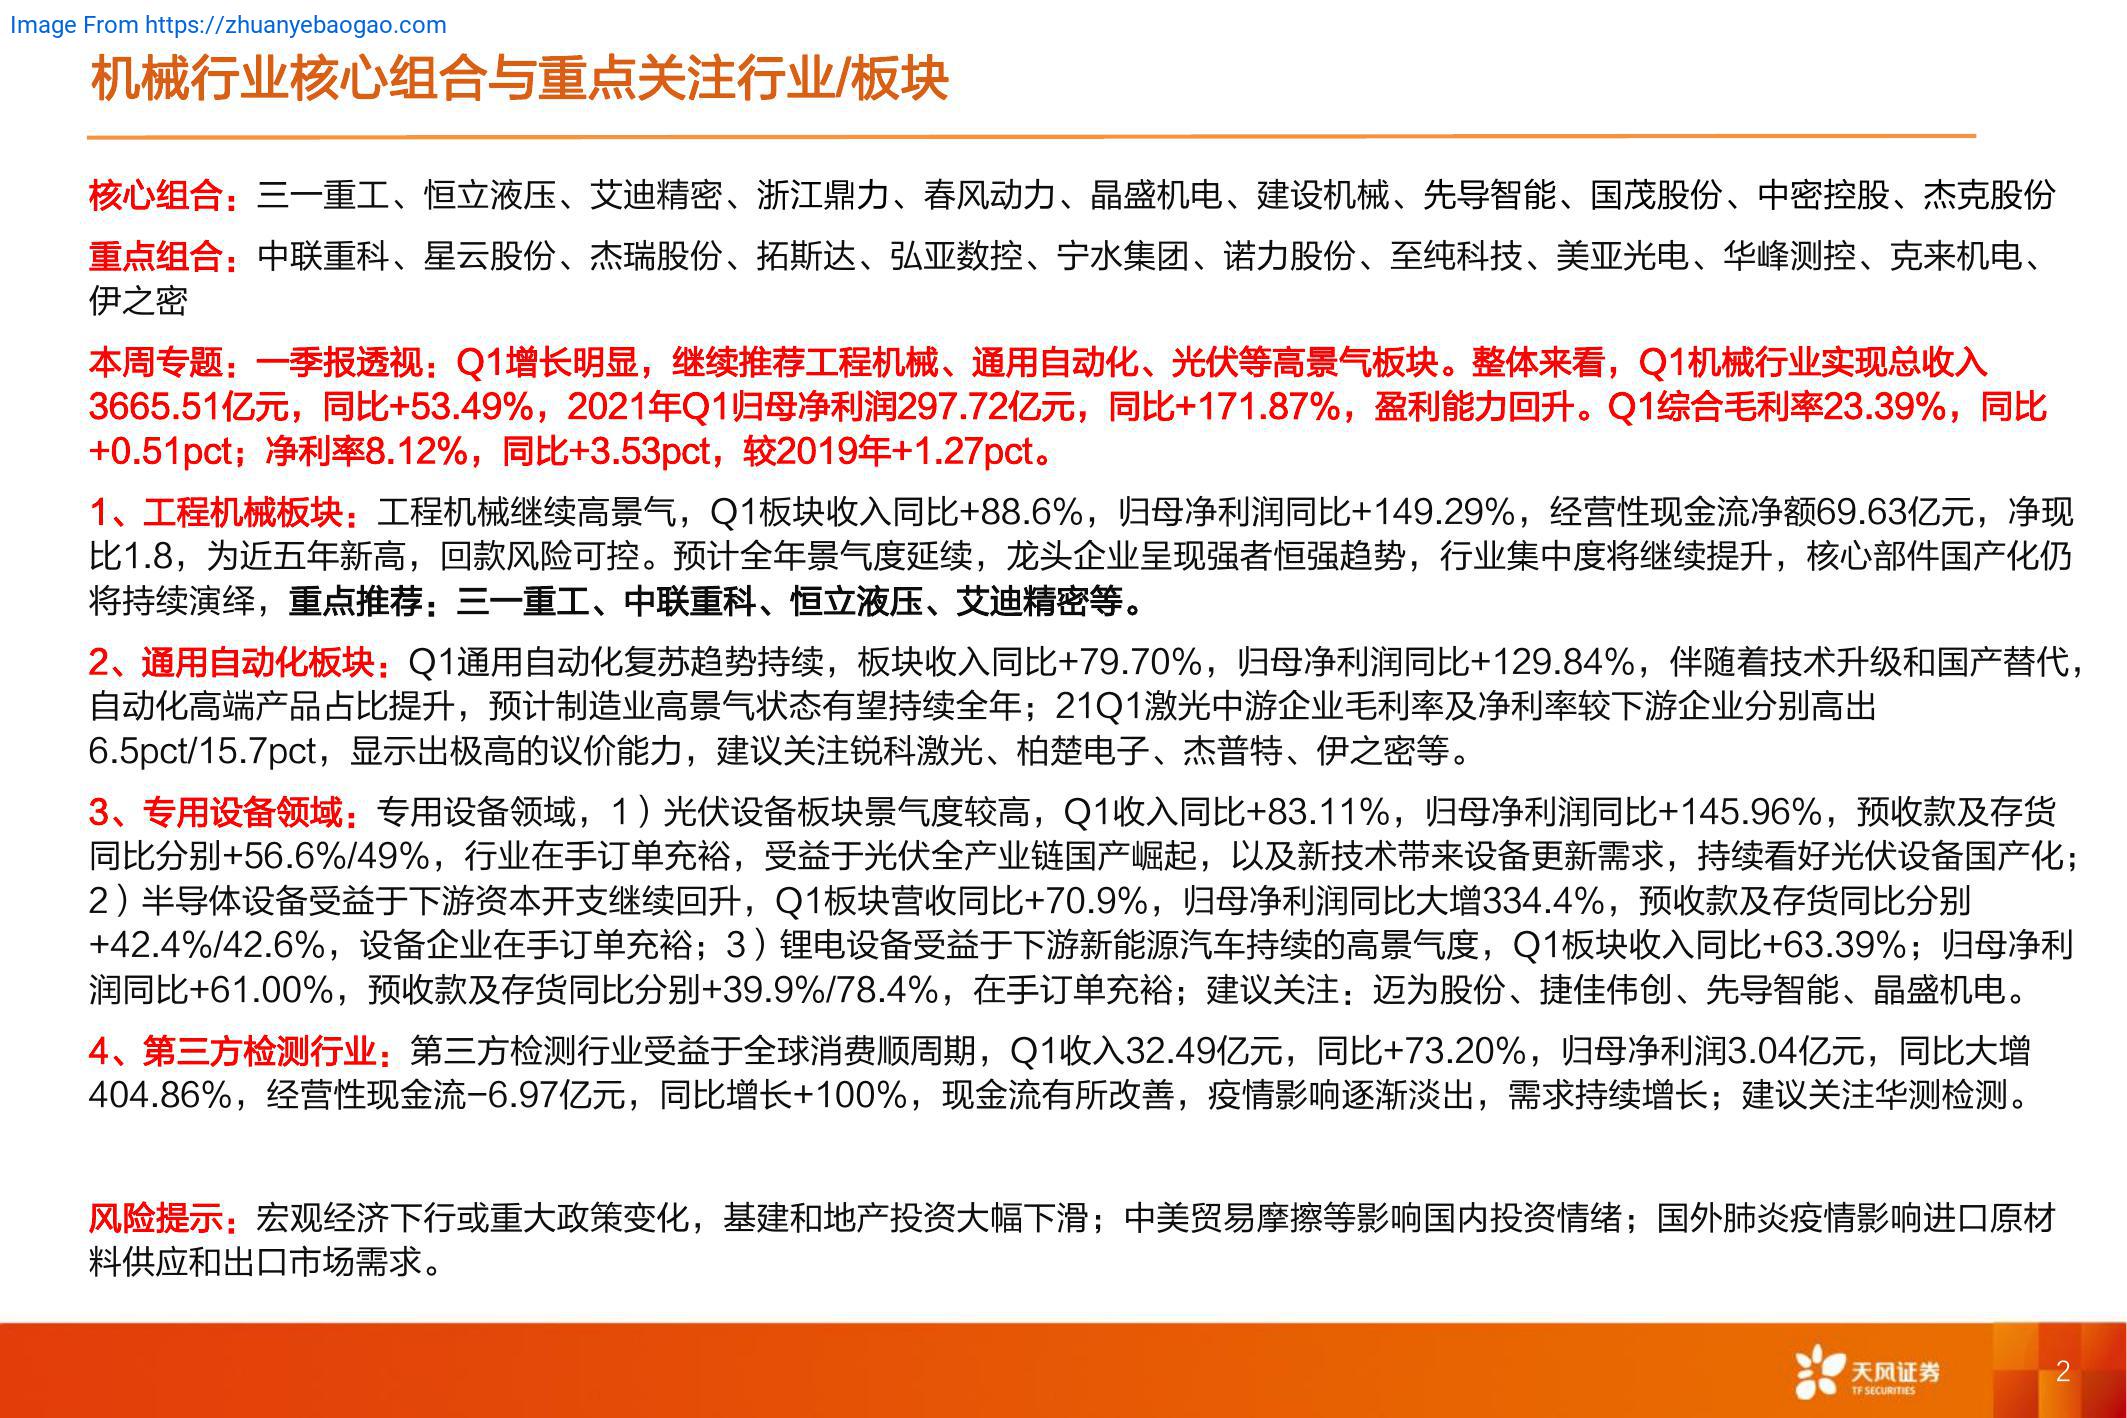 Image From https://zhuanyebaogao.com
机械行业核心组合与重点关注行业/板块
核心组合：三一重工、恒立液压、艾迪精密、浙江鼎力、春风动力、晶盛机电、建设机械、先导智能、国茂股份、中密控股、杰克股份
重点组合：中联重科、星云股份、杰瑞股份、拓斯达、弘亚数控、宁水集团、诺力股份、至纯科技、美亚光电、华峰测控、克来机电、
伊之密
本周专题：一季报透视：Q1增长明显，继续推荐工程机械、通用自动化、光伏等高景气板块。整体来看，Q1机械行业实现总收入
3665.51亿元，同比+53.49%，2021年Q1归母净利润297.72亿元，同比+171.87%，盈利能力回升。Q1综合毛利率23.39%，同比
+0.51pct；净利率8.12%，同比+3.53pct，较2019年+1.27pct。
1、工程机械板块：工程机械继续高景气，Q1板块收入同比+88.6%，归母净利润同比+149.29%，经营性现金流净额69.63亿元，净现
比1.8，为近五年新高，回款风险可控。预计全年景气度延续，龙头企业呈现强者恒强趋势，行业集中度将继续提升，核心部件国产化仍
将持续演绎，重点推荐：三一重工、中联重科、恒立液压、艾迪精密等。
2、通用自动化板块：Q1通用自动化复苏趋势持续，板块收入同比+79.70%，归母净利润同比+129.84%，伴随着技术升级和国产替代，
自动化高端产品占比提升，预计制造业高景气状态有望持续全年；21Q1激光中游企业毛利率及净利率较下游企业分别高出
6.5pct/15.7pct，显示出极高的议价能力，建议关注锐科激光、柏楚电子、杰普特、伊之密等。
3、专用设备领域：专用设备领域，1）光伏设备板块景气度较高，Q1收入同比+83.11%，归母净利润同比+145.96%，预收款及存货
同比分别+56.6%/49%，行业在手订单充裕，受益于光伏全产业链国产崛起，以及新技术带来设备更新需求，持续看好光伏设备国产化；
2）半导体设备受益于下游资本开支继续回升，Q1板块营收同比+70.9%，归母净利润同比大增334.4%，预收款及存货同比分别
+42.4%/42.6%，设备企业在手订单充裕；3）锂电设备受益于下游新能源汽车持续的高景气度，Q1板块收入同比+63.39%；归母净利
润同比+61.00%，预收款及存货同比分别+39.9%/78.4%，在手订单充裕；建议关注：迈为股份、捷佳伟创、先导智能、晶盛机电。
4、第三方检测行业：第三方检测行业受益于全球消费顺周期，Q1收入32.49亿元，同比+73.20%，归母净利润3.04亿元，同比大增
404.86%，经营性现金流-6.97亿元，同比增长+100%，现金流有所改善，疫情影响逐渐淡出，需求持续增长；建议关注华测检测。
风险提示：宏观经济下行或重大政策变化，基建和地产投资大幅下滑；中美贸易摩擦等影响国内投资情绪；国外肺炎疫情影响进口原材
料供应和出口市场需求。
天风证券
TF SECURITIES
2